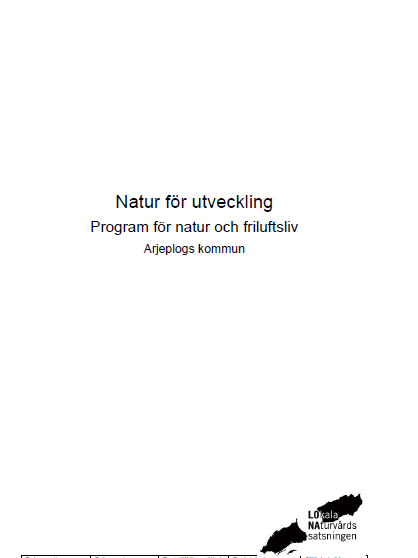 Natur för utveckling
Program för natur och friluftsliv
Arjeplogs kommun
LOkala
NAturvårds
satsningen